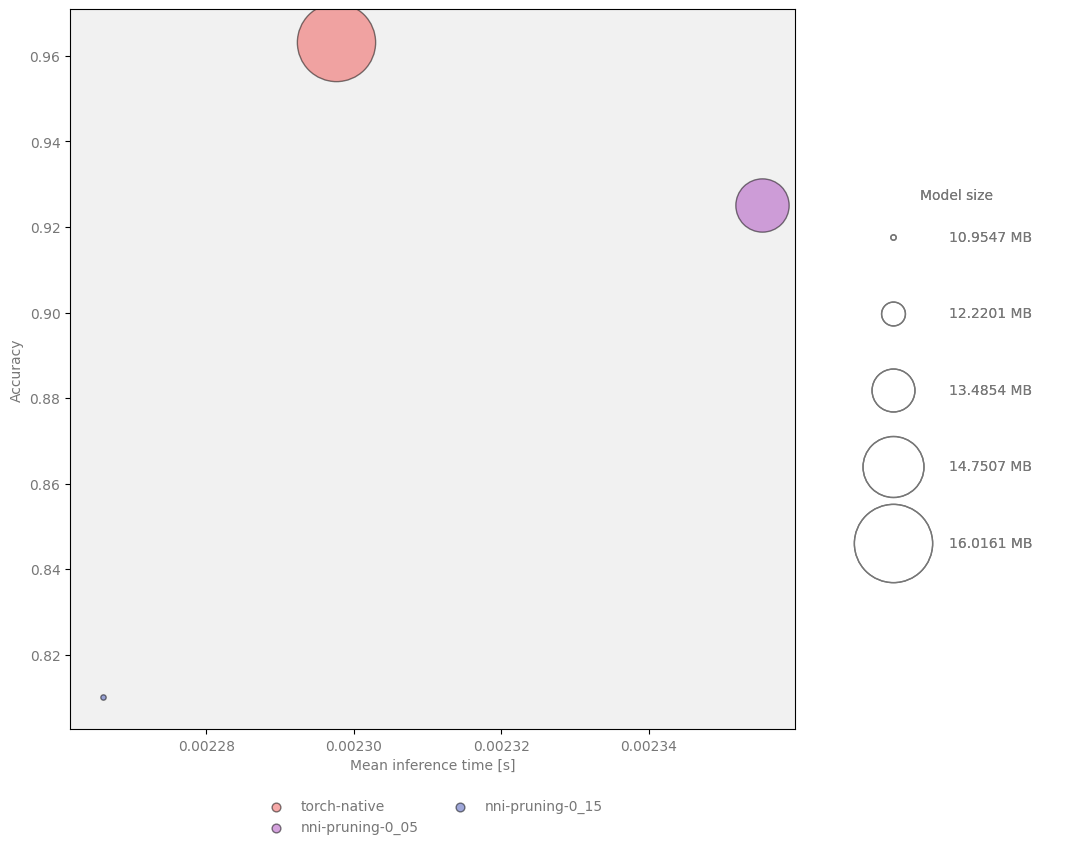 0.96
0.94
0.92
0.90
0.88
0.86
0.84
0.82
Accuracy
0.00228
0.00230
0.00232
0.00234
Mean inference time [s]
Model size
10.9547 MB
12.2201 MB
13.4854 MB
14.7507 MB
16.0161 MB
torch-native
nni-pruning-0_05
nni-pruning-0_15